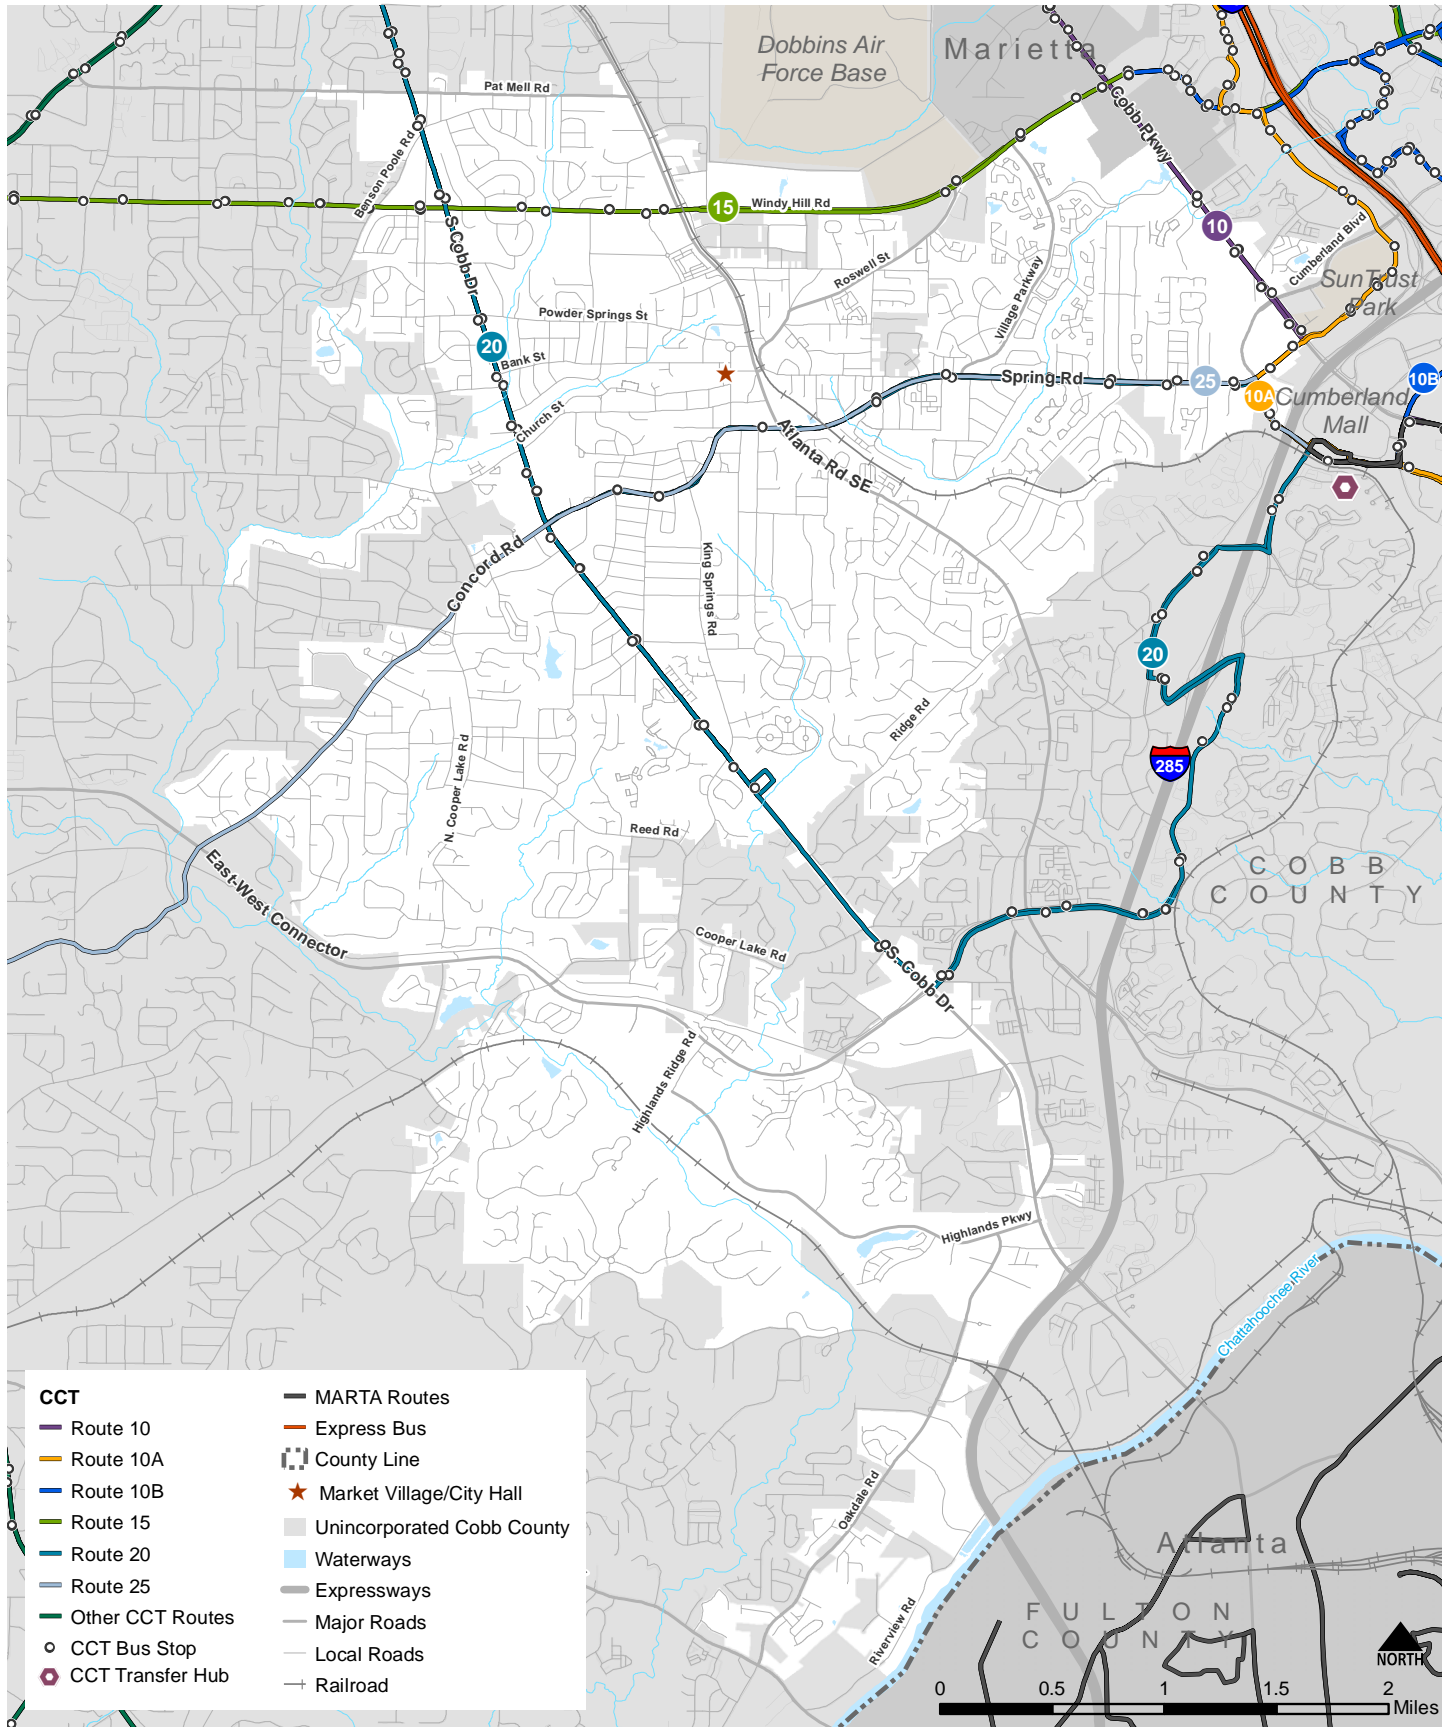 Dobbins Air
Force Base
Marietta
Pat Mell Rd
Cobb Pkwy
Benson Poole Rd
15
Windy Hill Rd
10
S Cobb Dr
Roswell St
Cumberland Blvd
Village Parkway
SunTrust
Park
Powder Springs St
20
Bank St
Spring Rd
25
10A
10B
Cumberland
Mall
Church St
Atlanta Rd SE
Concord Rd
King Springs Rd
20
Ridge Rd
285
N. Cooper Lake Rd
Reed Rd
East-West Connector
COBB
COUNTY
Cooper Lake Rd
S. Cobb Dr
Highlands Ridge Rd
Highlands Pkwy
Chattahoochee River
Oakdale Rd
Atlanta
Riverview Rd
FULTON
COUNTY
CCT
Route 10
Route 10A
Route 10B
Route 15
Route 20
Route 25
Other CCT Routes
CCT Bus Stop
CCT Transfer Hub
MARTA Routes
Express Bus
County Line
Market Village/City Hall
Unincorporated Cobb County
Waterways
Expressways
Major Roads
Local Roads
Railroad
NORTH
0 0.5 1 1.5 2
Miles